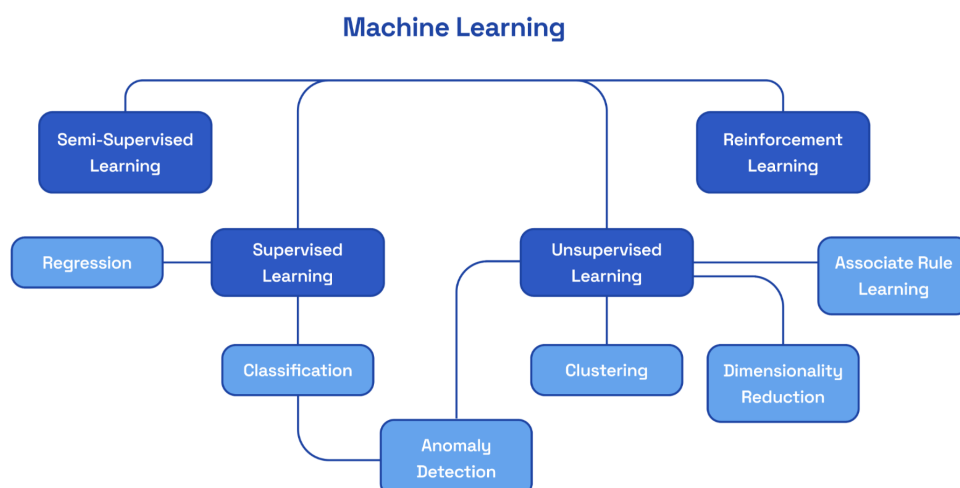 Machine Learning
Semi-Supervised
Learning
Reinforcement
Learning
Regression
Supervised
Learning
Unsupervised
Learning
Associate Rule
Learning
Classification
Clustering
Dimensionality
Reduction
Anomaly
Detection